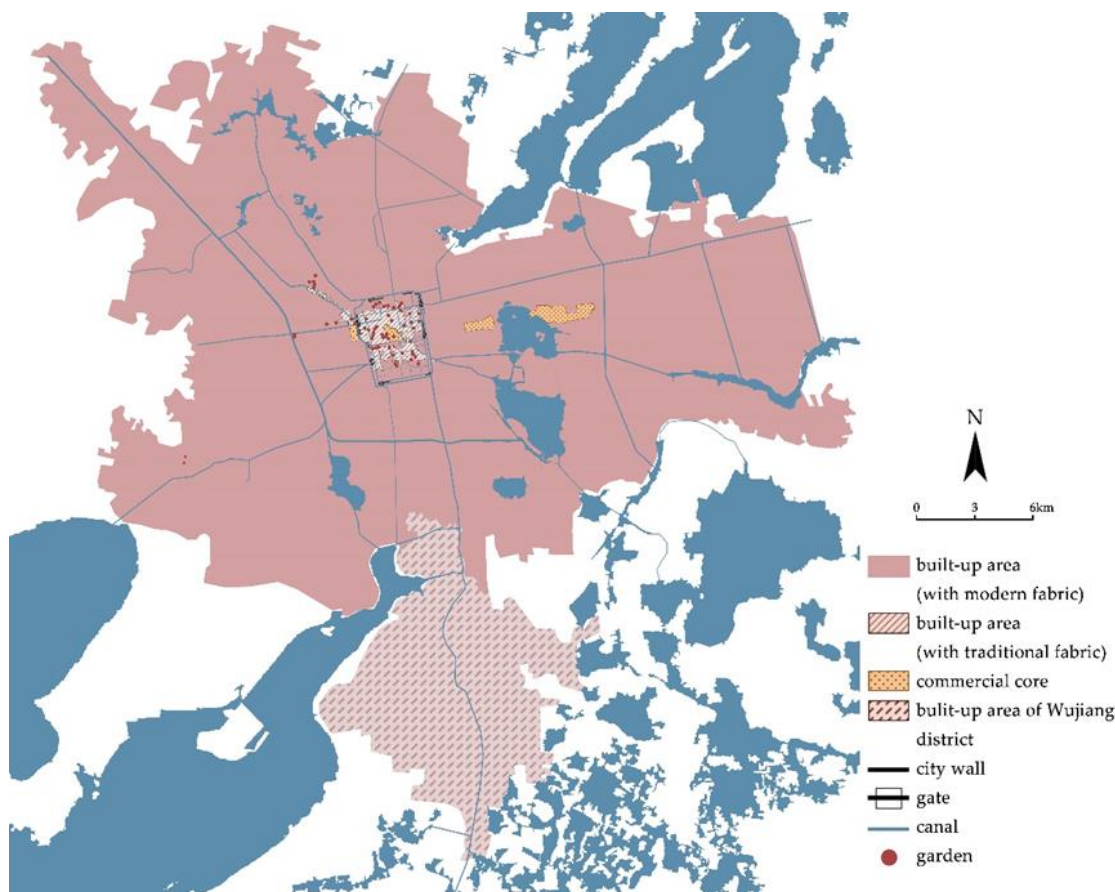 N
0 3 6km
built-up area
(with modern fabric)
built-up area
(with traditional fabric)
commercial core
bulit-up area of Wujiang
district
city wall
gate
canal
garden